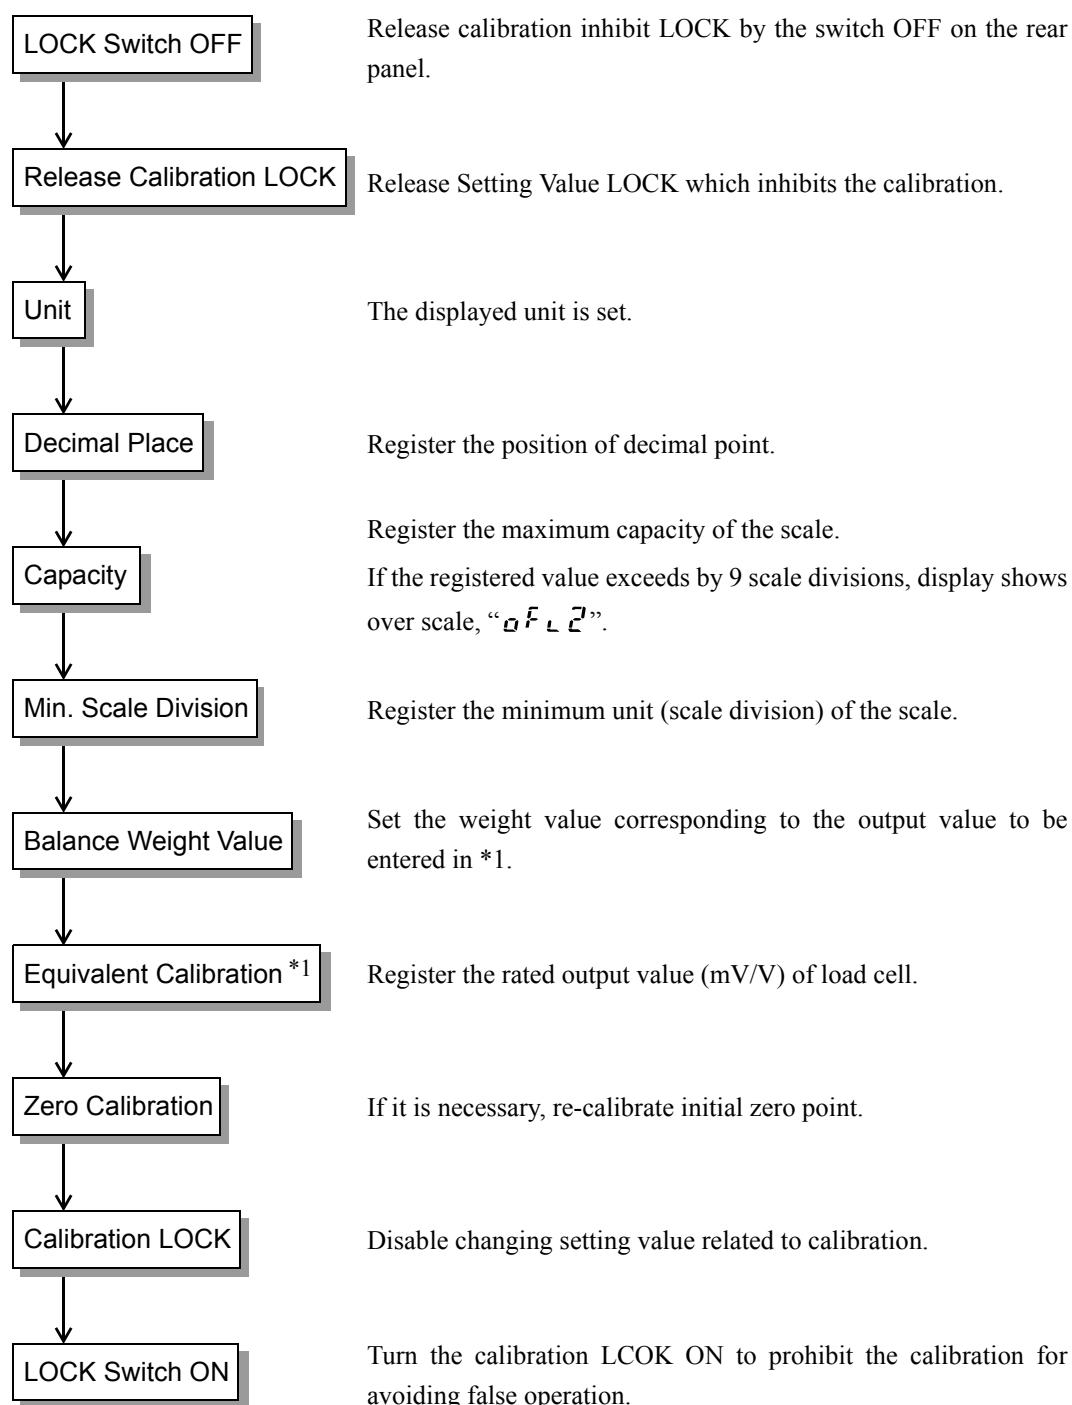 LOCK Switch OFF
Release calibration inhibit LOCK by the switch OFF on the rear
panel.
Release Calibration LOCK
Release Setting Value LOCK which inhibits the calibration.
Unit
The displayed unit is set.
Decimal Place
Register the position of decimal point.
Capacity
Register the maximum capacity of the scale.
If the registered value exceeds by 9 scale divisions, display shows
over scale, “oFL2”.
Min. Scale Division
Register the minimum unit (scale division) of the scale.
Balance Weight Value
Set the weight value corresponding to the output value to be
entered in *1.
Equivalent Calibration *1
Register the rated output value (mV/V) of load cell.
Zero Calibration
If it is necessary, re-calibrate initial zero point.
Calibration LOCK
Disable changing setting value related to calibration.
LOCK Switch ON
Turn the calibration LCOK ON to prohibit the calibration for
avoiding false operation.